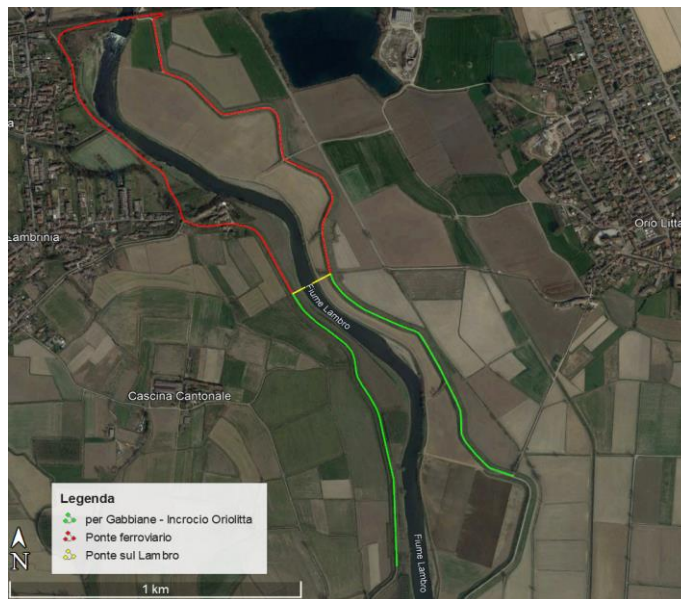 Lambrinia
Orio Litta
Fiume Lambro
Cascina Cantonale
Legenda
per Gabbiane - Incrocio Oriolitta
Ponte ferroviario
Ponte sul Lambro
Fiume Lambro
N
1 km